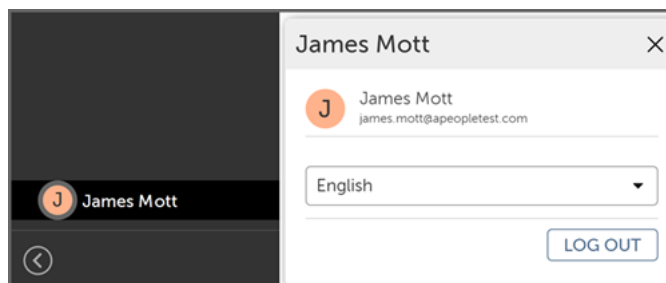 James Mott
J
James Mott
james.mott@apeopletest.com
English
LOG OUT
J
James Mott